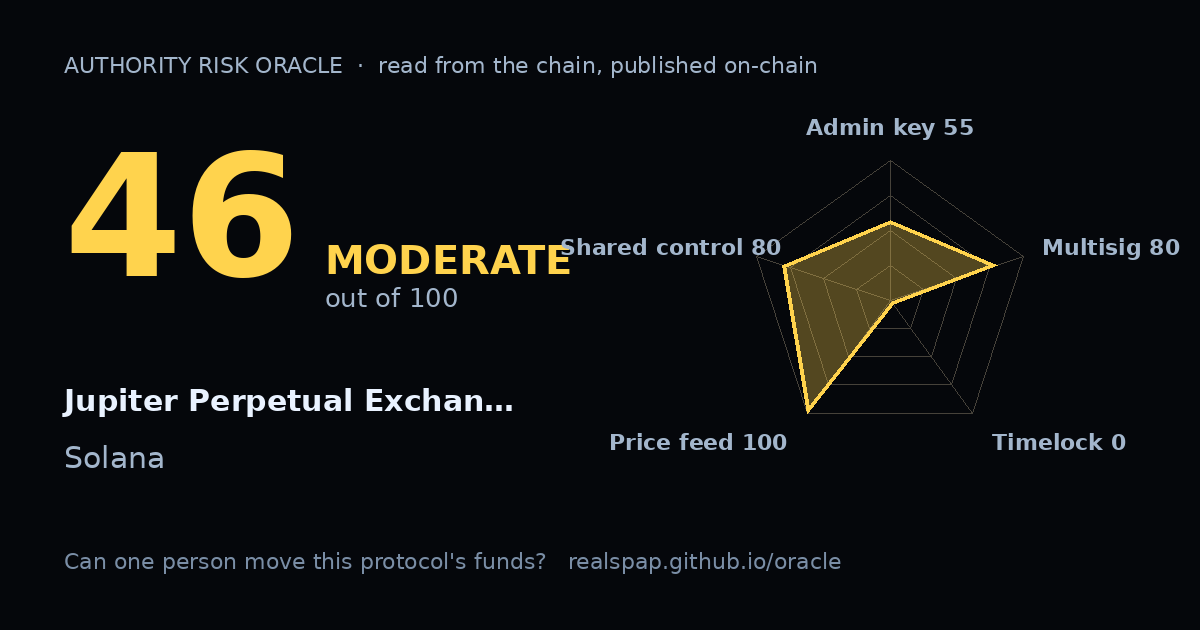 AUTHORITY RISK ORACLE · read from the chain, published on-chain
Admin key 55
46
MODERATE
out of 100
Shared control 80
Multisig 80
Jupiter Perpetual Exchan...
Price feed 100
Timelock 0
Solana
Can one person move this protocol's funds? realspap.github.io/oracle